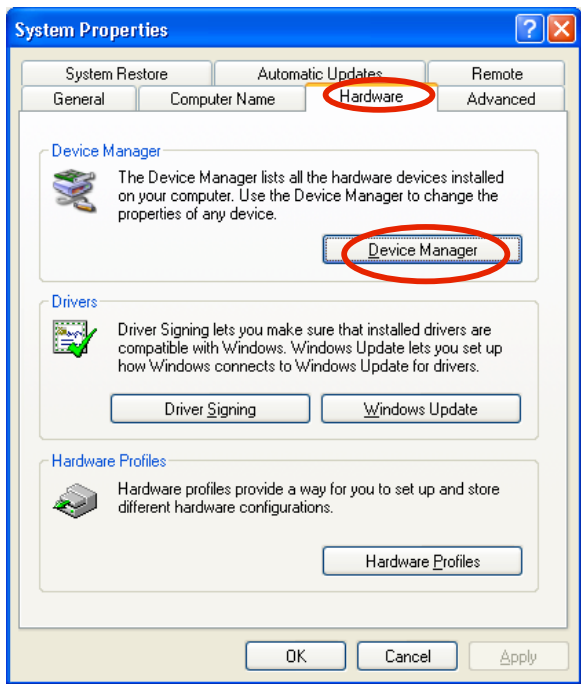 System Properties
System Restore Automatic Updates Remote
General Computer Name Hardware Advanced
Device Manager
The Device Manager lists all the hardware devices installed
on your computer. Use the Device Manager to change the
properties of any device.
Device Manager
Drivers
Driver Signing lets you make sure that installed drivers are
compatible with Windows. Windows Update lets you set up
how Windows connects to Windows Update for drivers.
Driver Signing Windows Update
Hardware Profiles
Hardware profiles provide a way for you to set up and store
different hardware configurations.
Hardware Profiles
OK Cancel Apply